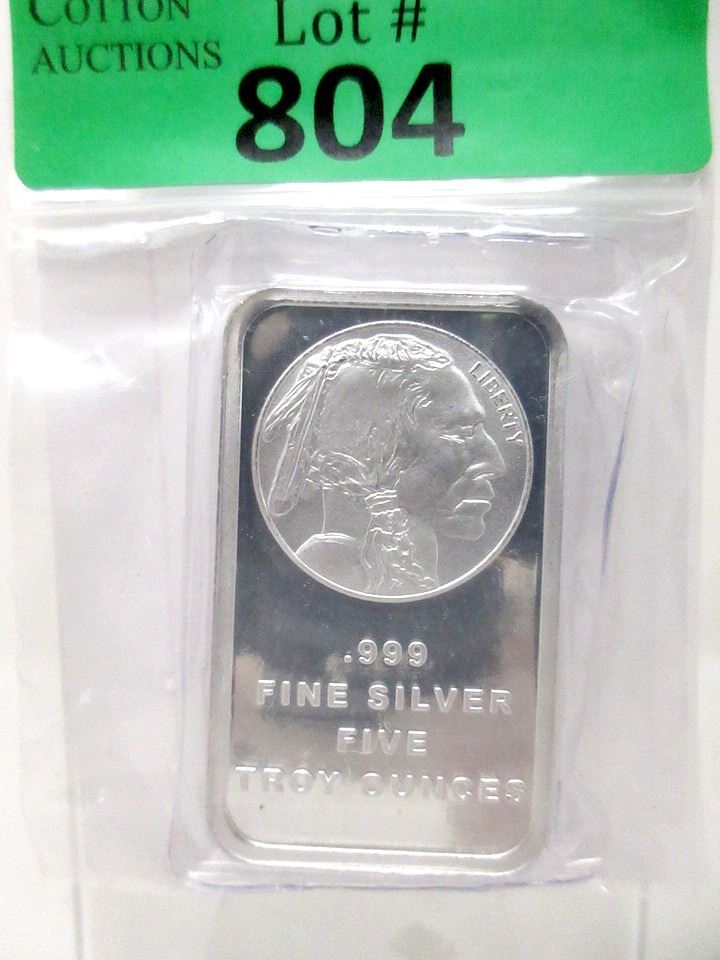 COTTON
AUCTIONS
Lot #
804
LIBERTY
.999
FINE SILVER
FIVE
TROY OUNCES